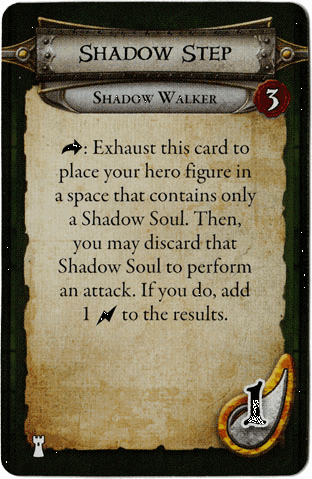 SHADOW STEP
SHADOW WALKER
3
: Exhaust this card to
place your hero figure in
a space that contains only
a Shadow Soul. Then,
you may discard that
Shadow Soul to perform
an attack. If you do, add
1 to the results.
1